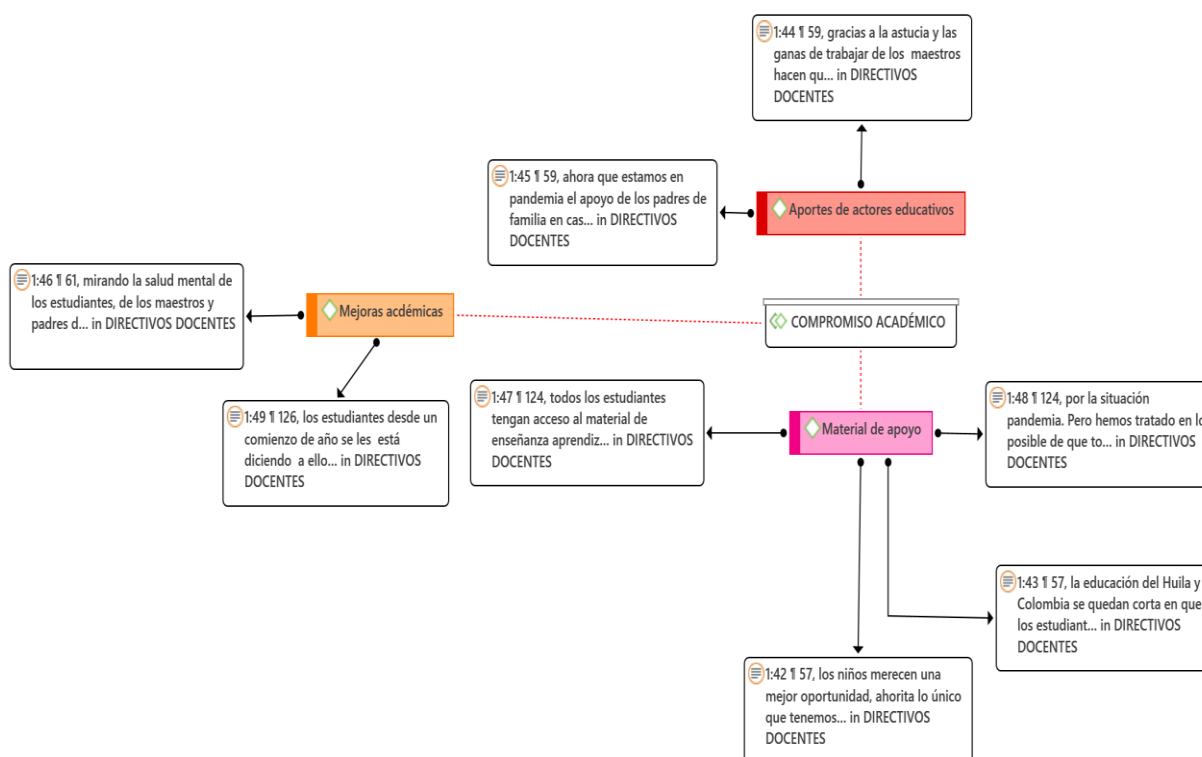 1:44 ¶ 59, gracias a la astucia y las
ganas de trabajar de los maestros
hacen qu... in DIRECTIVOS
DOCENTES
1:45 ¶ 59, ahora que estamos en
pandemia el apoyo de los padres de
familia en cas... in DIRECTIVOS
DOCENTES
Aportes de actores educativos
1:46 ¶ 61, mirando la salud mental de
los estudiantes, de los maestros y
padres d... in DIRECTIVOS DOCENTES
Mejoras acdémicas
COMPROMISO ACADÉMICO
1:49 ¶ 126, los estudiantes desde un
comienzo de año se les está
diciendo a ello... in DIRECTIVOS
DOCENTES
1:47 ¶ 124, todos los estudiantes
tengan acceso al material de
enseñanza aprendiz... in DIRECTIVOS
DOCENTES
Material de apoyo
1:48 ¶ 124, por la situación
pandemia. Pero hemos tratado en lo
posible de que to... in DIRECTIVOS
DOCENTES
1:43 ¶ 57, la educación del Huila y
Colombia se quedan corta en que
los estudiant... in DIRECTIVOS
DOCENTES
1:42 ¶ 57, los niños merecen una
mejor oportunidad, ahorita lo único
que tenemos... in DIRECTIVOS
DOCENTES